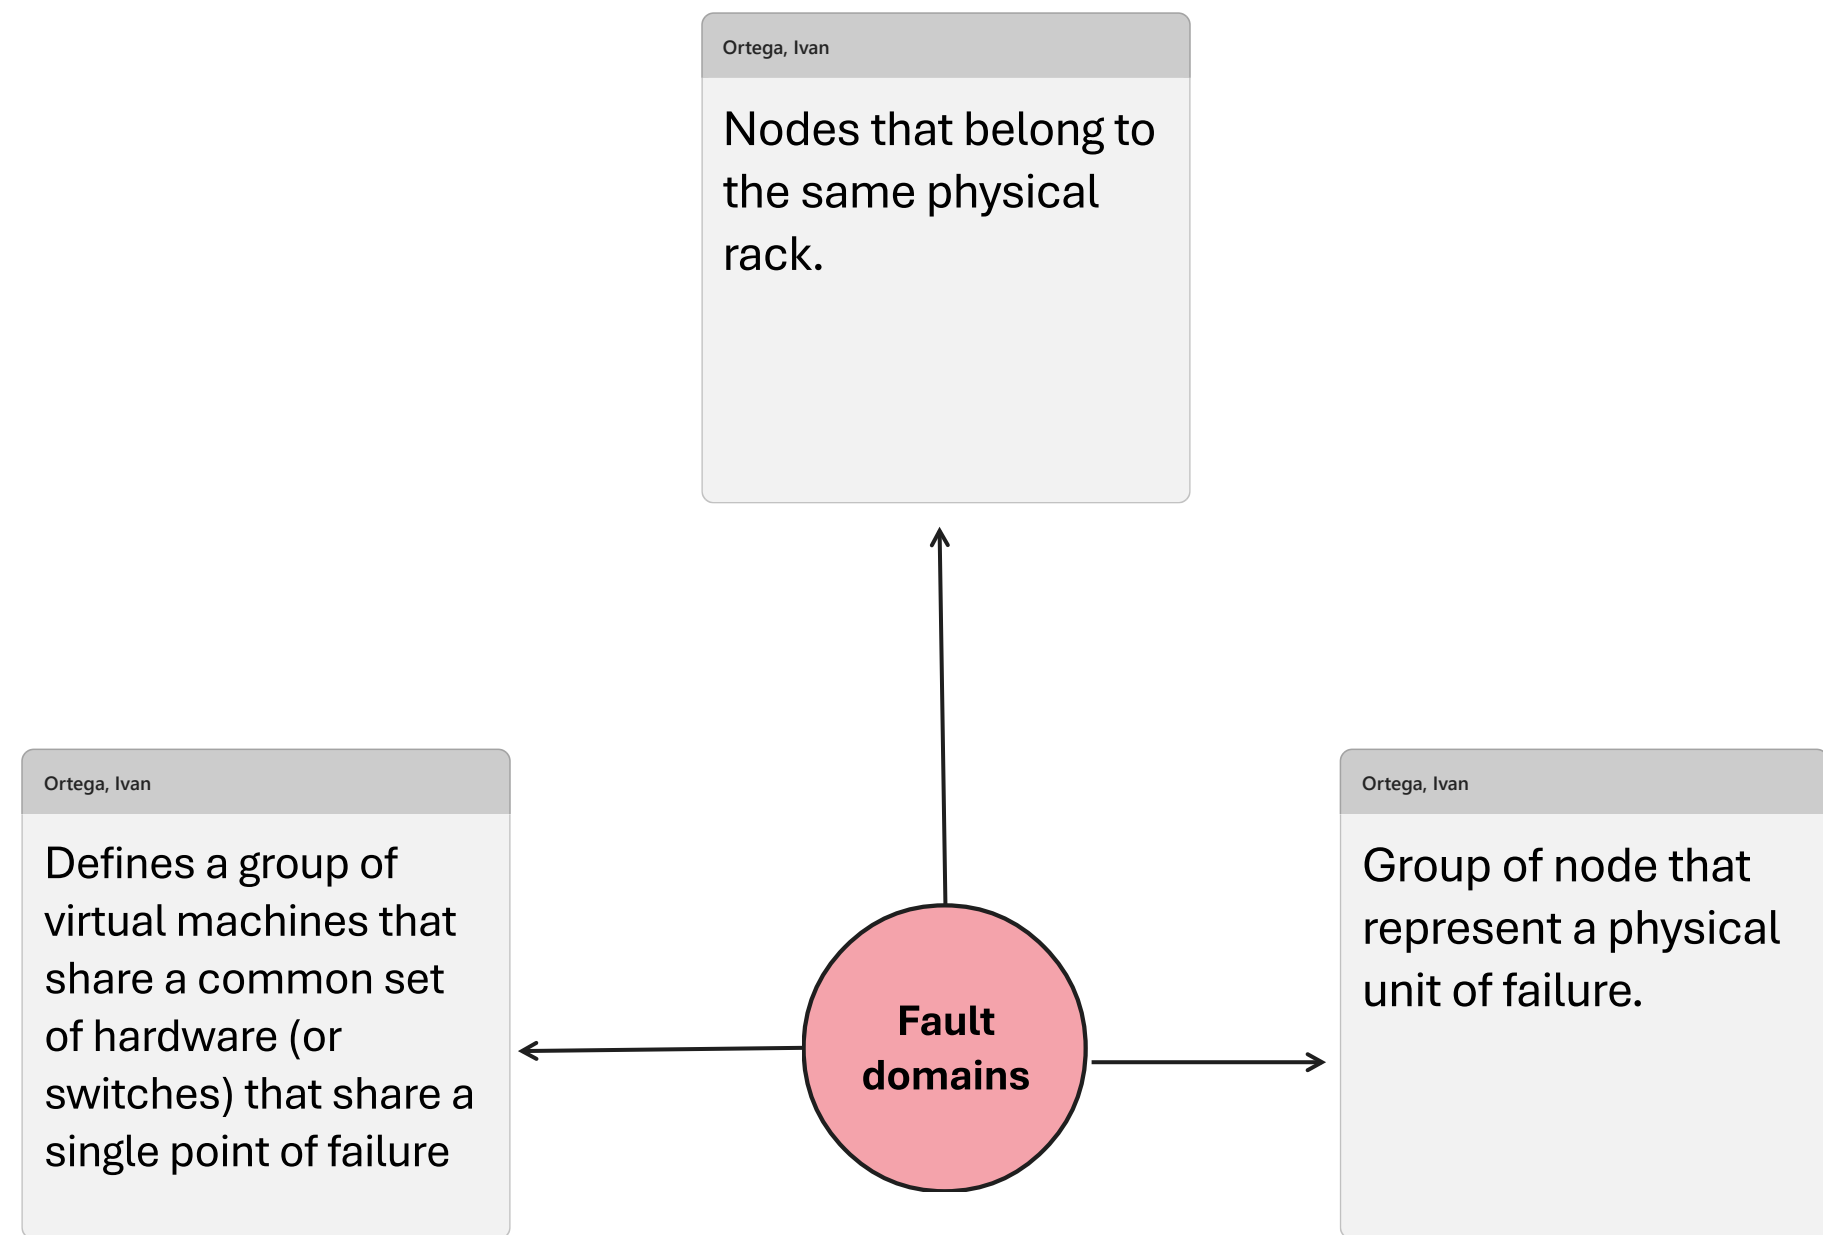 Ortega, Ivan
Nodes that belong to
the same physical
rack.
Ortega, Ivan
Defines a group of
virtual machines that
share a common set
of hardware (or
switches) that share a
single point of failure
Fault
domains
Ortega, Ivan
Group of node that
represent a physical
unit of failure.